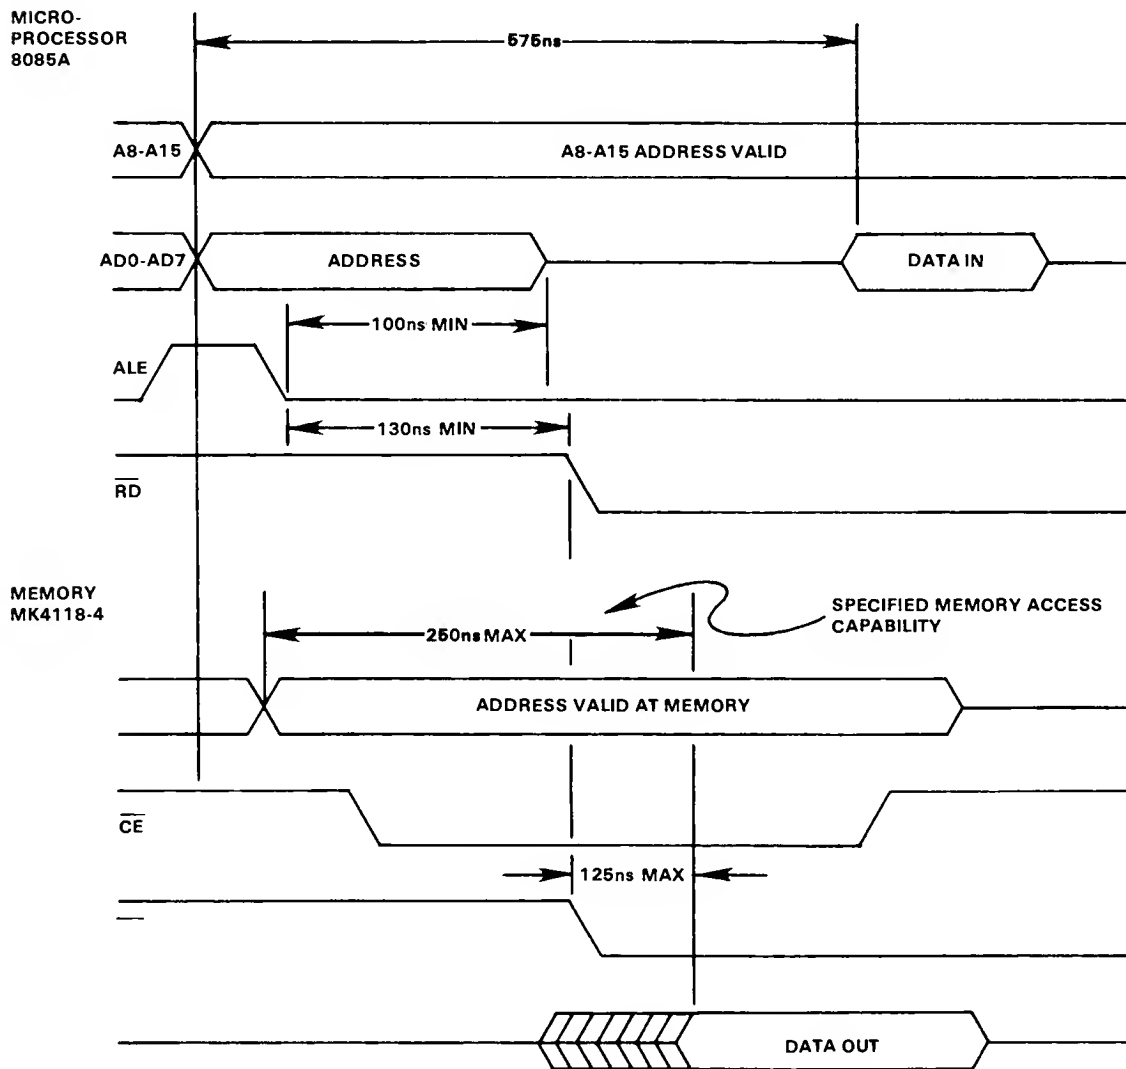 MICRO-
PROCESSOR
8085A
575ns
A8-A15
A8-A15 ADDRESS VALID
AD0-AD7
ADDRESS
DATA IN
100ns MIN
ALE
130ns MIN
RD
MEMORY
MK4118-4
SPECIFIED MEMORY ACCESS
CAPABILITY
250ns MAX
ADDRESS VALID AT MEMORY
CE
125ns MAX
DATA OUT